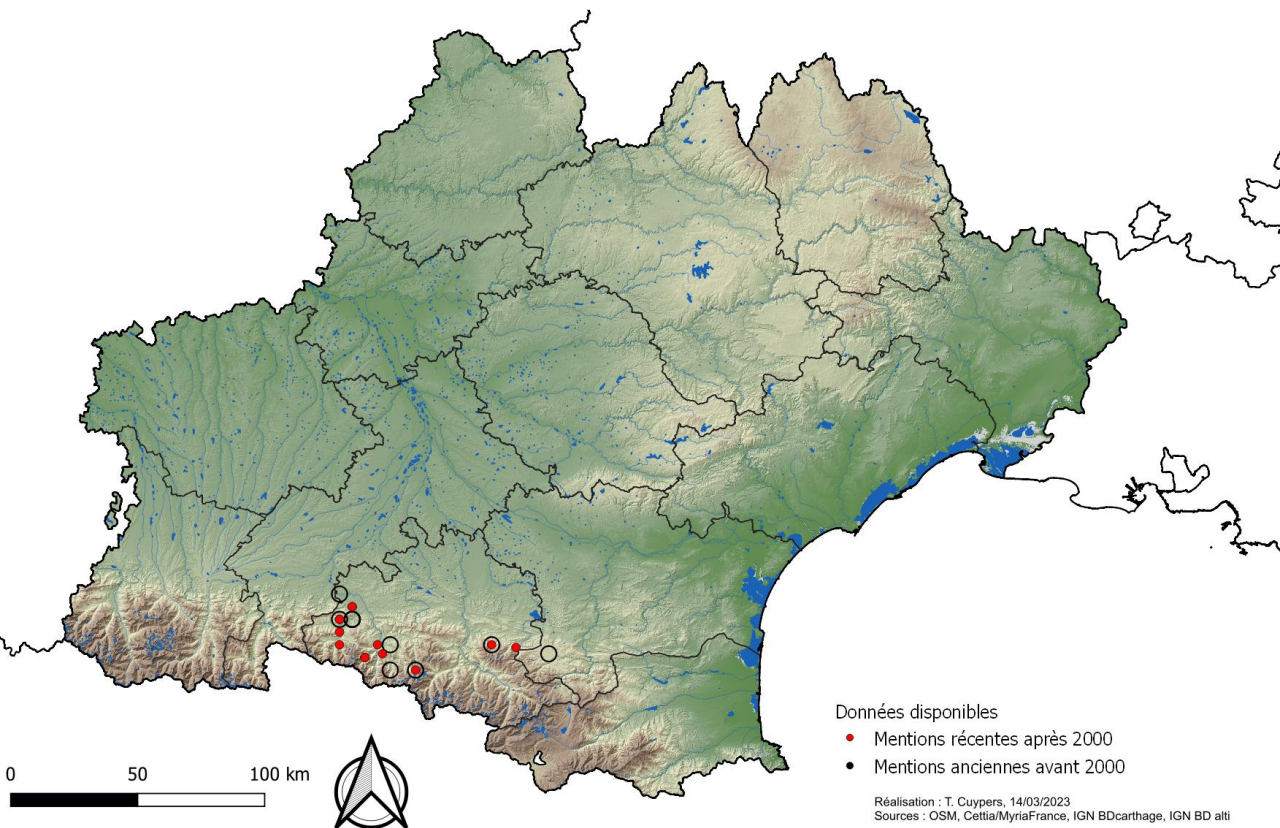 Données disponibles
Mentions récentes après 2000
Mentions anciennes avant 2000
0 50 100 km
Réalisation : T. Cuypers, 14/03/2023
Sources : OSM, Cettia/MyriaFrance, IGN BDcarthage, IGN BD alti